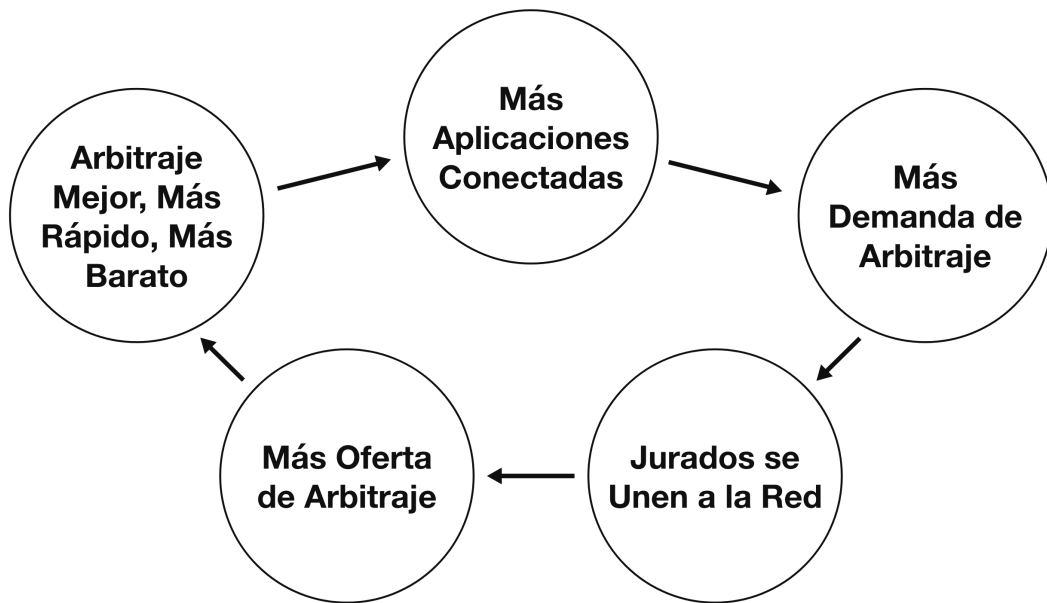 Más
Aplicaciones
Conectadas
Más
Demanda de
Arbitraje
Jurados se
Unen a la Red
Más Oferta
de Arbitraje
Arbitraje
Mejor, Más
Rápido, Más
Barato